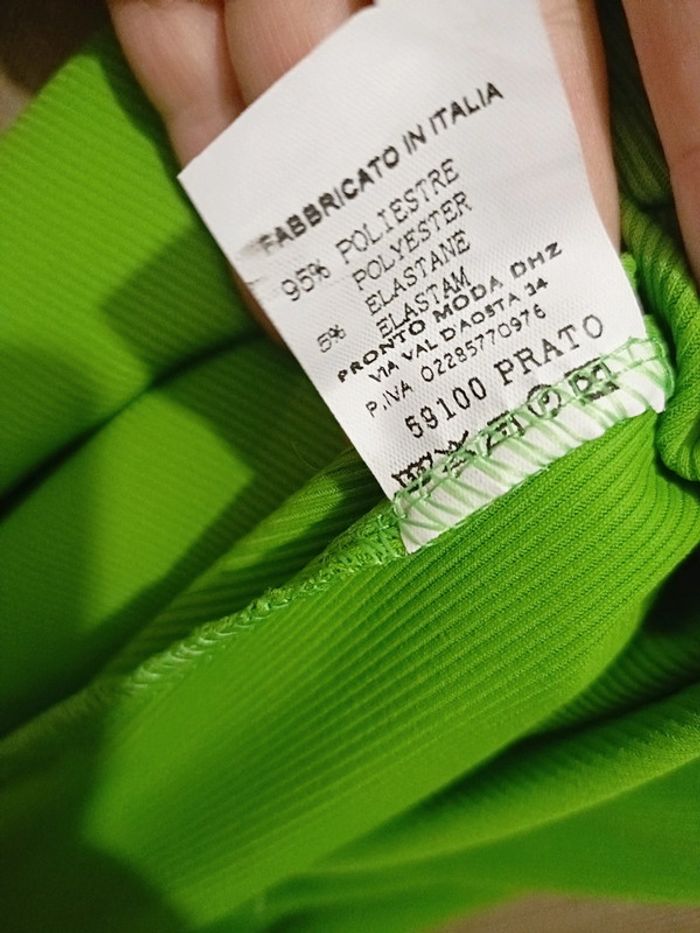 FABBRICATO IN ITALIA
95% POLIESTRE
POLYESTER
5% ELASTANE
ELASTAM
PRONTO MODA DHZ
VIA VAL D'AOSTA 34
P.IVA 02285770976
59100 PRATO